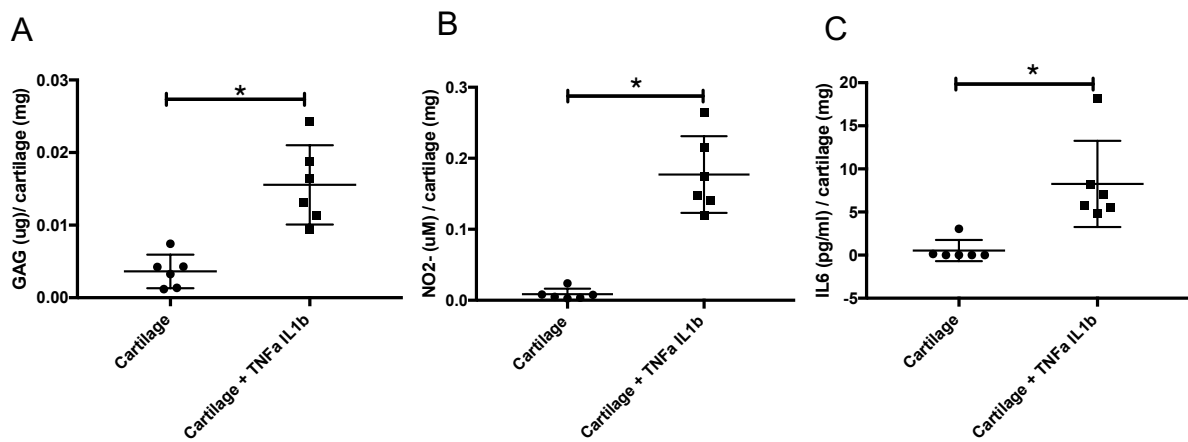 A
GAG (ug)/ cartilage (mg)
0.03
0.02
0.01
0.00
*
Cartilage
Cartilage + TNFa IL1b
B
NO2- (uM) / cartilage (mg)
0.3
0.2
0.1
0.0
*
Cartilage
Cartilage + TNFa IL1b
C
IL6 (pg/ml) / cartilage (mg)
20
15
10
5
0
-5
*
Cartilage
Cartilage + TNFa IL1b